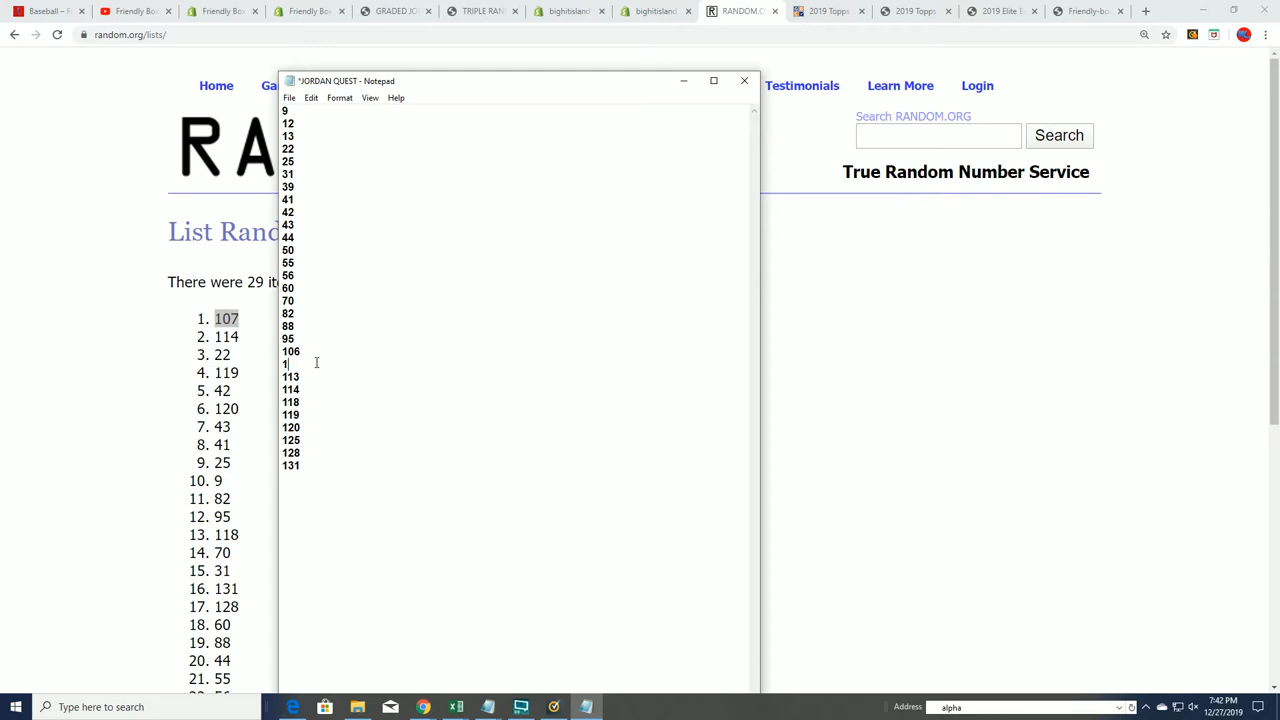 Baseball -- F
Friendly Bo
Friendly Bo
Friendly Bo
GRADED JO
TRIPLE RAN
bighitisland
bighitisland
RANDOM.C
2019 Topps
2019 Topps
2019 Elite E
Friendly-bo
random.org/lists/
*JORDAN QUEST - Notepad
File Edit Format View Help
9
12
13
22
25
31
39
41
42
43
44
50
55
56
60
70
82
88
95
106
1
113
114
118
119
120
125
128
131
Home Ga Testimonials Learn More Login
Search RANDOM.ORG
Search
RA
True Random Number Service
List Rand
There were 29 it
1. 107
2. 114
3. 22
4. 119
5. 42
6. 120
7. 43
8. 41
9. 25
10. 9
11. 82
12. 95
13. 118
14. 70
15. 31
16. 131
17. 128
18. 60
19. 88
20. 44
21. 55
Type here to search
Address alpha
7:42 PM
12/27/2019